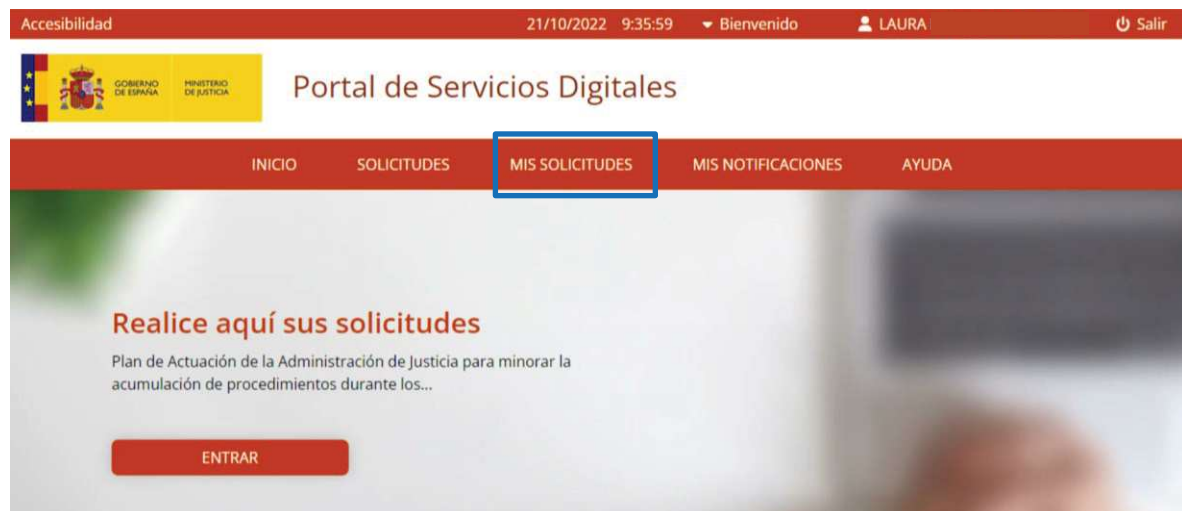 Accesibilidad 21/10/2022 9:35:59 Bienvenido LAURA Salir
GOBIERNO DE ESPAÑA MINISTERIO DE JUSTICIA
Portal de Servicios Digitales
INICIO SOLICITUDES MIS SOLICITUDES MIS NOTIFICACIONES AYUDA
Realice aquí sus solicitudes
Plan de Actuación de la Administración de Justicia para minorar la
acumulación de procedimientos durante los...
ENTRAR